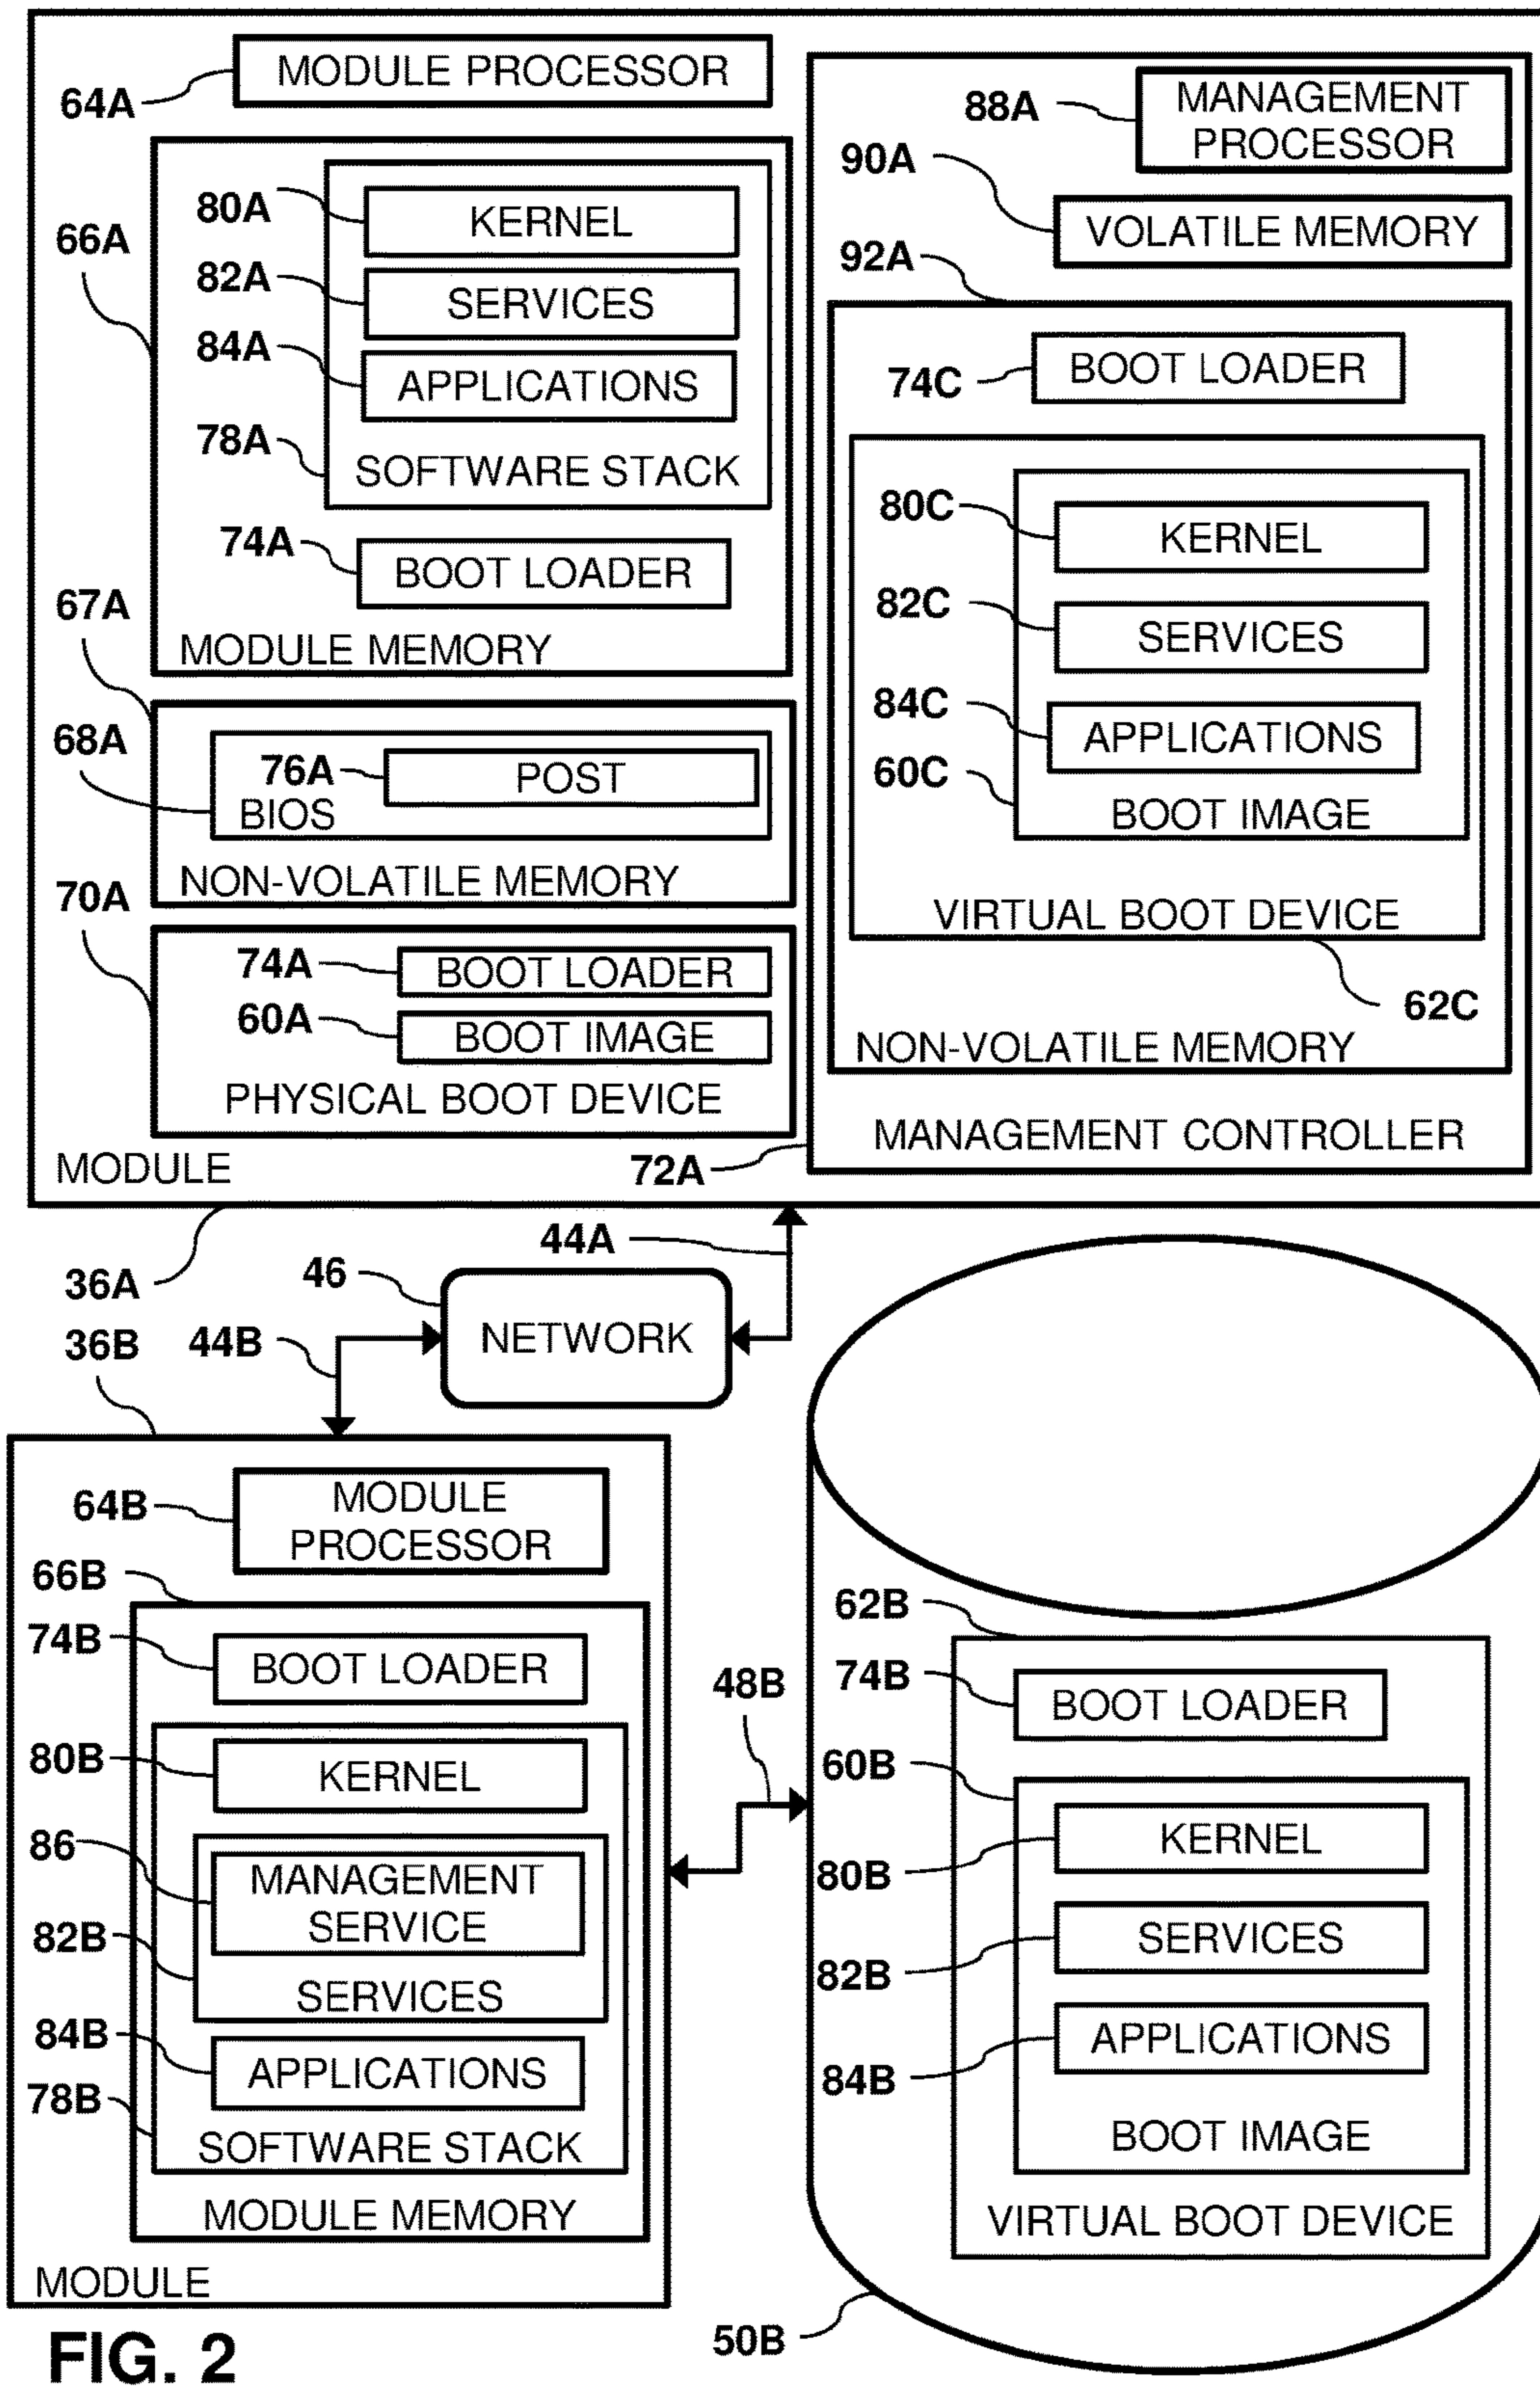 MODULE PROCESSOR
64A
66A
80A
KERNEL
82A
SERVICES
84A
APPLICATIONS
78A
SOFTWARE STACK
74A
BOOT LOADER
MODULE MEMORY
67A
68A
76A
POST
BIOS
NON-VOLATILE MEMORY
70A
74A
BOOT LOADER
60A
BOOT IMAGE
PHYSICAL BOOT DEVICE
MODULE
88A
MANAGEMENT
PROCESSOR
90A
VOLATILE MEMORY
92A
74C
BOOT LOADER
80C
KERNEL
82C
SERVICES
84C
APPLICATIONS
60C
BOOT IMAGE
VIRTUAL BOOT DEVICE
62C
NON-VOLATILE MEMORY
MANAGEMENT CONTROLLER
72A
36A
44A
46
NETWORK
44B
36B
64B
MODULE
PROCESSOR
66B
74B
BOOT LOADER
80B
KERNEL
86
MANAGEMENT
SERVICE
82B
SERVICES
84B
APPLICATIONS
78B
SOFTWARE STACK
MODULE MEMORY
MODULE
48B
62B
74B
BOOT LOADER
60B
KERNEL
80B
SERVICES
82B
APPLICATIONS
84B
BOOT IMAGE
VIRTUAL BOOT DEVICE
50B
FIG. 2